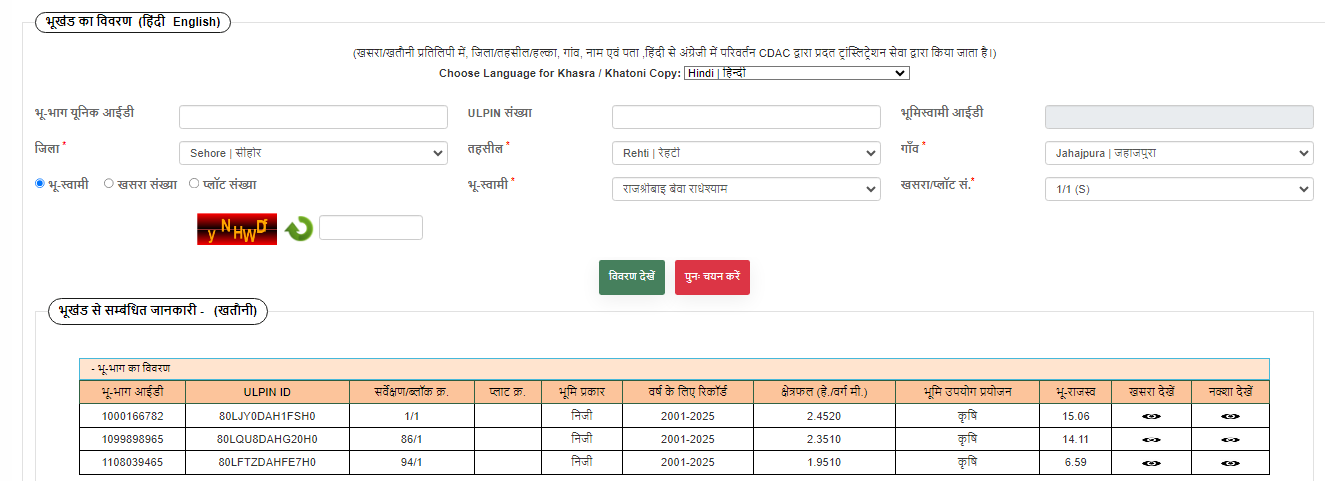 भूखंड का विवरण (हिंदी English)
(खसरा/खतौनी प्रतिलिपी में, जिला/तहसील/हल्का, गांव, नाम एवं पता ,हिंदी से अंग्रेजी में परिवर्तन CDAC द्वारा प्रदत ट्रांस्लिट्रेशन सेवा द्वारा किया जाता है।)
Choose Language for Khasra / Khatoni Copy: Hindi | हिन्दी
भू-भाग यूनिक आईडी ULPIN संख्या भूमिस्वामी आईडी
जिला * Sehore | सीहोर तहसील * Rehti | रेहटी गाँव * Jahajpura | जहाजपुरा
भू-स्वामी खसरा संख्या प्लॉट संख्या भू-स्वामी * राजश्रीबाइ बेवा राधेश्याम खसरा/प्लॉट सं.* 1/1 (S)
y N H W D f
विवरण देखें पुनः चयन करें
भूखंड से सम्बंधित जानकारी - (खतौनी)
- भू-भाग का विवरण
भू-भाग आईडी ULPIN ID सर्वेक्षण/ब्लॉक क्र. प्लाट क्र. भूमि प्रकार वर्ष के लिए रिकॉर्ड क्षेत्रफल (हे./वर्ग मी.) भूमि उपयोग प्रयोजन भू-राजस्व खसरा देखें नक्शा देखें
1000166782 80LJY0DAH1FSH0 1/1 निजी 2001-2025 2.4520 कृषि 15.06
1099898965 80LQU8DAHG20H0 86/1 निजी 2001-2025 2.3510 कृषि 14.11
1108039465 80LFTZDAHFE7H0 94/1 निजी 2001-2025 1.9510 कृषि 6.59